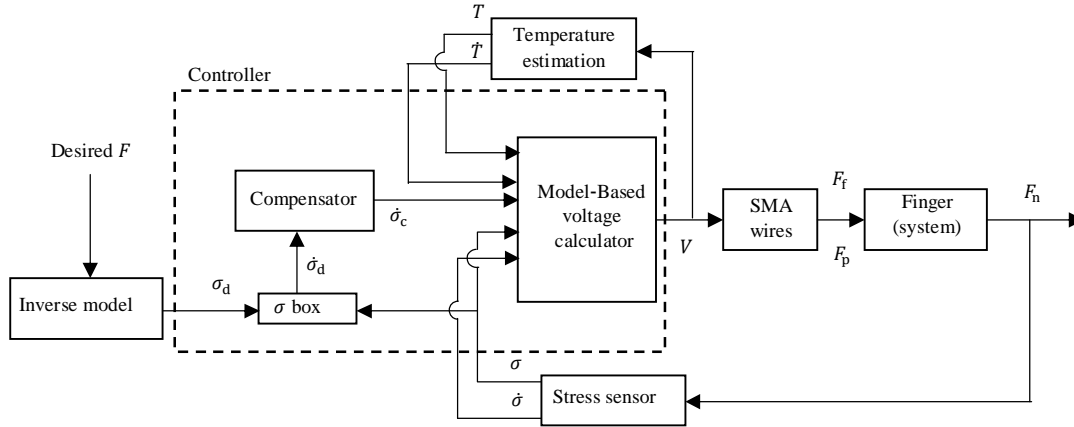 T
Ṫ
Temperature
estimation
Controller
Desired F
Compensator
σ̇c
Model-Based
voltage
calculator
V
SMA
wires
Ff
Fp
Finger
(system)
Fn
σ̇d
σd
Inverse model
σ box
σ
σ̇
Stress sensor